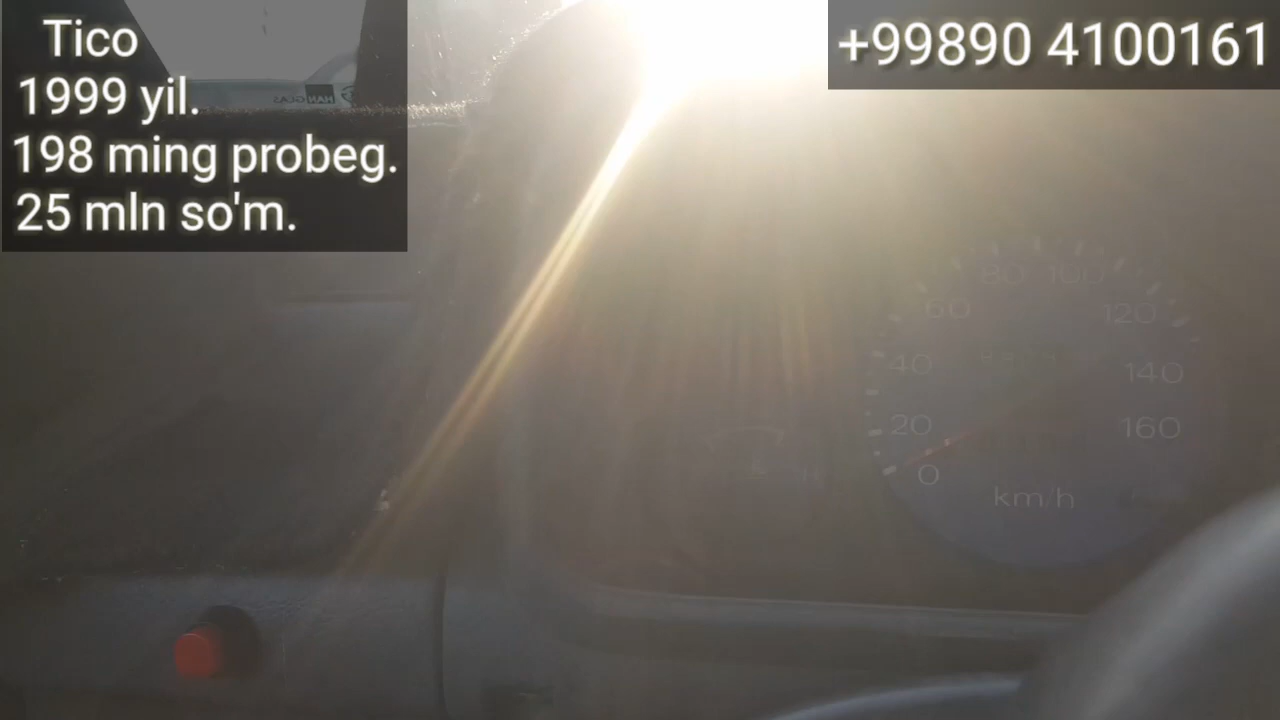 Tico
1999 yil.
198 ming probeg.
25 mln so'm.
+99890 4100161
80 100
60 120
40 140
20 160
0
km/h